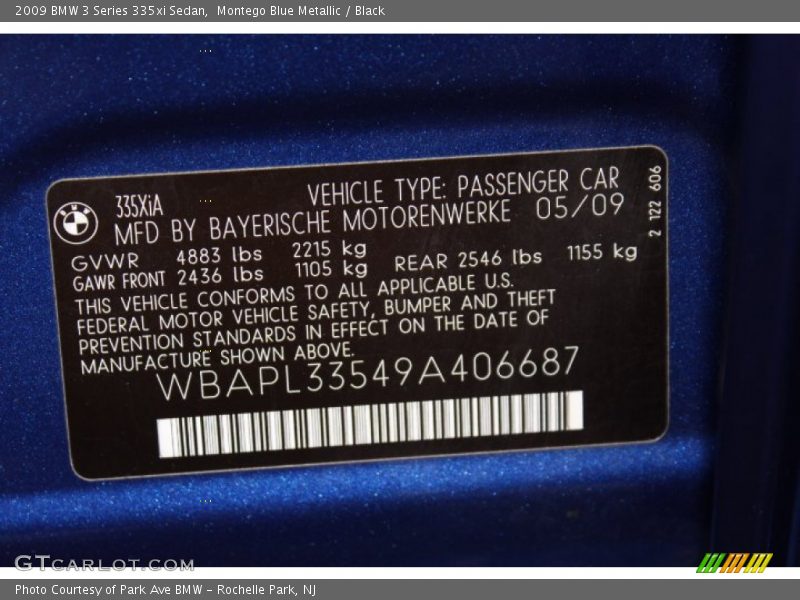 2009 BMW 3 Series 335xi Sedan,  Montego Blue Metallic / Black
335XiA
VEHICLE TYPE: PASSENGER CAR
MFD BY BAYERISCHE MOTORENWERKE 05/09
GVWR 4883 lbs 2215 kg
GAWR FRONT 2436 lbs 1105 kg REAR 2546 lbs 1155 kg
THIS VEHICLE CONFORMS TO ALL APPLICABLE U.S.
FEDERAL MOTOR VEHICLE SAFETY, BUMPER AND THEFT
PREVENTION STANDARDS IN EFFECT ON THE DATE OF
MANUFACTURE SHOWN ABOVE.
WBAPL33549A406687
2 122 606
GTCARLOT.COM
Photo Courtesy of Park Ave BMW - Rochelle Park, NJ